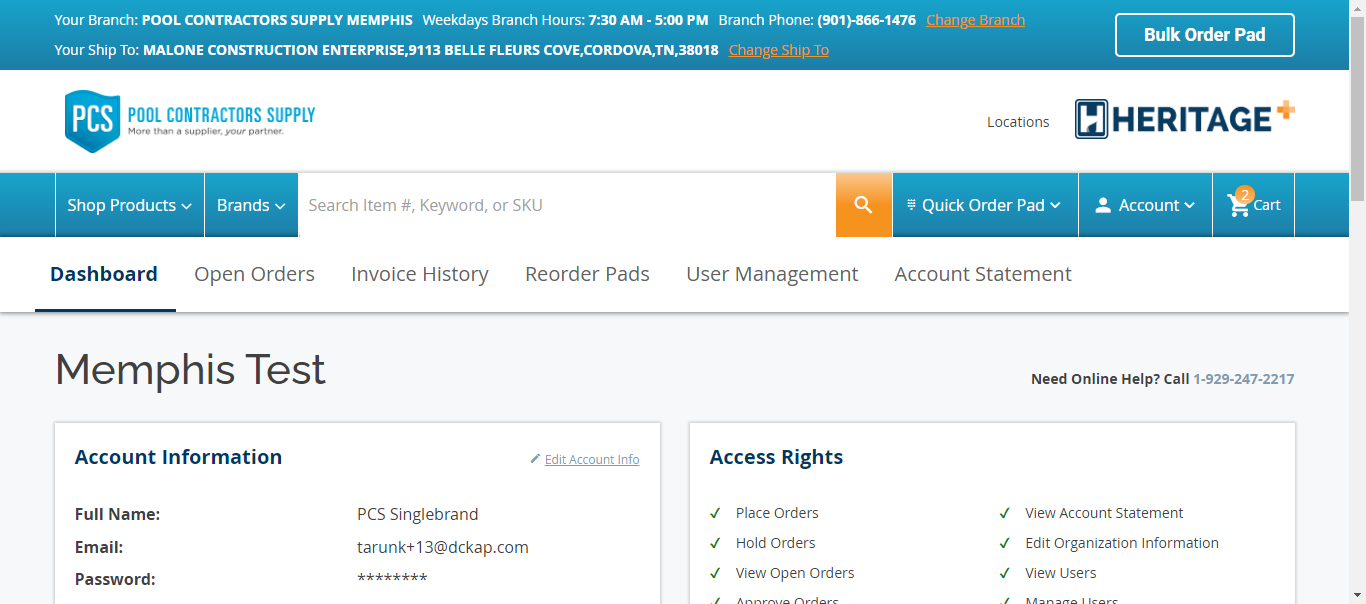 Your Branch: POOL CONTRACTORS SUPPLY MEMPHIS Weekdays Branch Hours: 7:30 AM - 5:00 PM Branch Phone: (901)-866-1476 Change Branch
Your Ship To: MALONE CONSTRUCTION ENTERPRISE,9113 BELLE FLEURS COVE,CORDOVA,TN,38018 Change Ship To
Bulk Order Pad
PCS POOL CONTRACTORS SUPPLY
More than a supplier, your partner.
Locations
H HERITAGE+
Shop Products
Brands
Search Item #, Keyword, or SKU
Quick Order Pad
Account
2
Cart
Dashboard Open Orders Invoice History Reorder Pads User Management Account Statement
Memphis Test
Need Online Help? Call 1-929-247-2217
Account Information
Edit Account Info
Full Name: PCS Singlebrand
Email: tarunk+13@dckap.com
Password: ********
Access Rights
✓ Place Orders
✓ View Account Statement
✓ Hold Orders
✓ Edit Organization Information
✓ View Open Orders
✓ View Users
✓ Approve Orders
✓ Manage Users